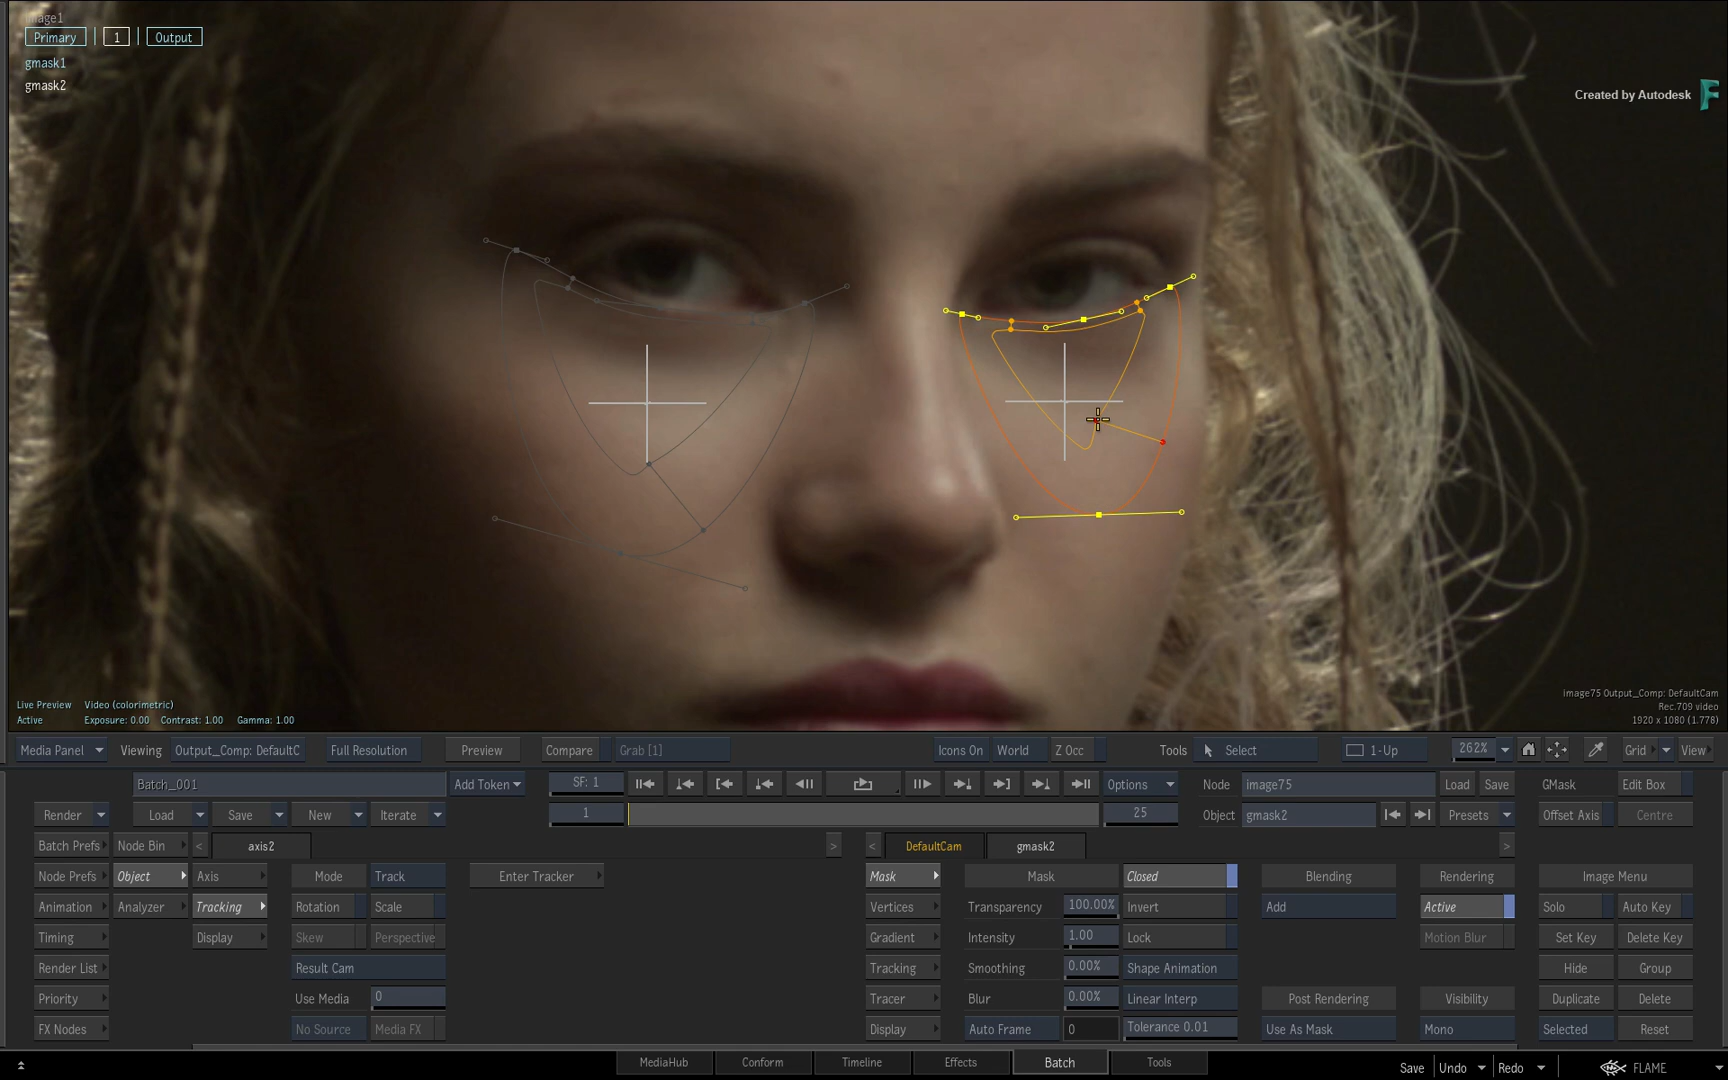 image1
Primary | 1 | Output
gmask1
gmask2
Created by Autodesk
Live Preview Video (colorimetric)
Active Exposure: 0.00 Contrast: 1.00 Gamma: 1.00
image75 Output_Comp: DefaultCam
Rec.709 video
1920 x 1080 (1.778)
Media Panel Viewing Output_Comp: DefaultC Full Resolution Preview Compare Grab [1] Icons On World Z Occ Tools Select 1-Up 262% Grid View
Batch_001 Add Token SF: 1 Options Node image75 Load Save GMask Edit Box
Render Load Save New Iterate 1 25 Object gmask2 Presets Offset Axis Centre
Batch Prefs Node Bin < axis2 > < DefaultCam gmask2 >
Node Prefs Object Axis Mode Track Enter Tracker Mask Mask Closed Blending Rendering Image Menu
Animation Analyzer Tracking Rotation Scale Vertices Transparency 100.00% Invert Add Active Solo Auto Key
Timing Display Skew Perspective Gradient Intensity 1.00 Lock Motion Blur Set Key Delete Key
Render List Result Cam Tracking Smoothing 0.00% Shape Animation Hide Group
Priority Use Media 0 Tracer Blur 0.00% Linear Interp Post Rendering Visibility Duplicate Delete
FX Nodes No Source Media FX Display Auto Frame 0 Tolerance 0.01 Use As Mask Mono Selected Reset
MediaHub Conform Timeline Effects Batch Tools Save Undo Redo FLAME